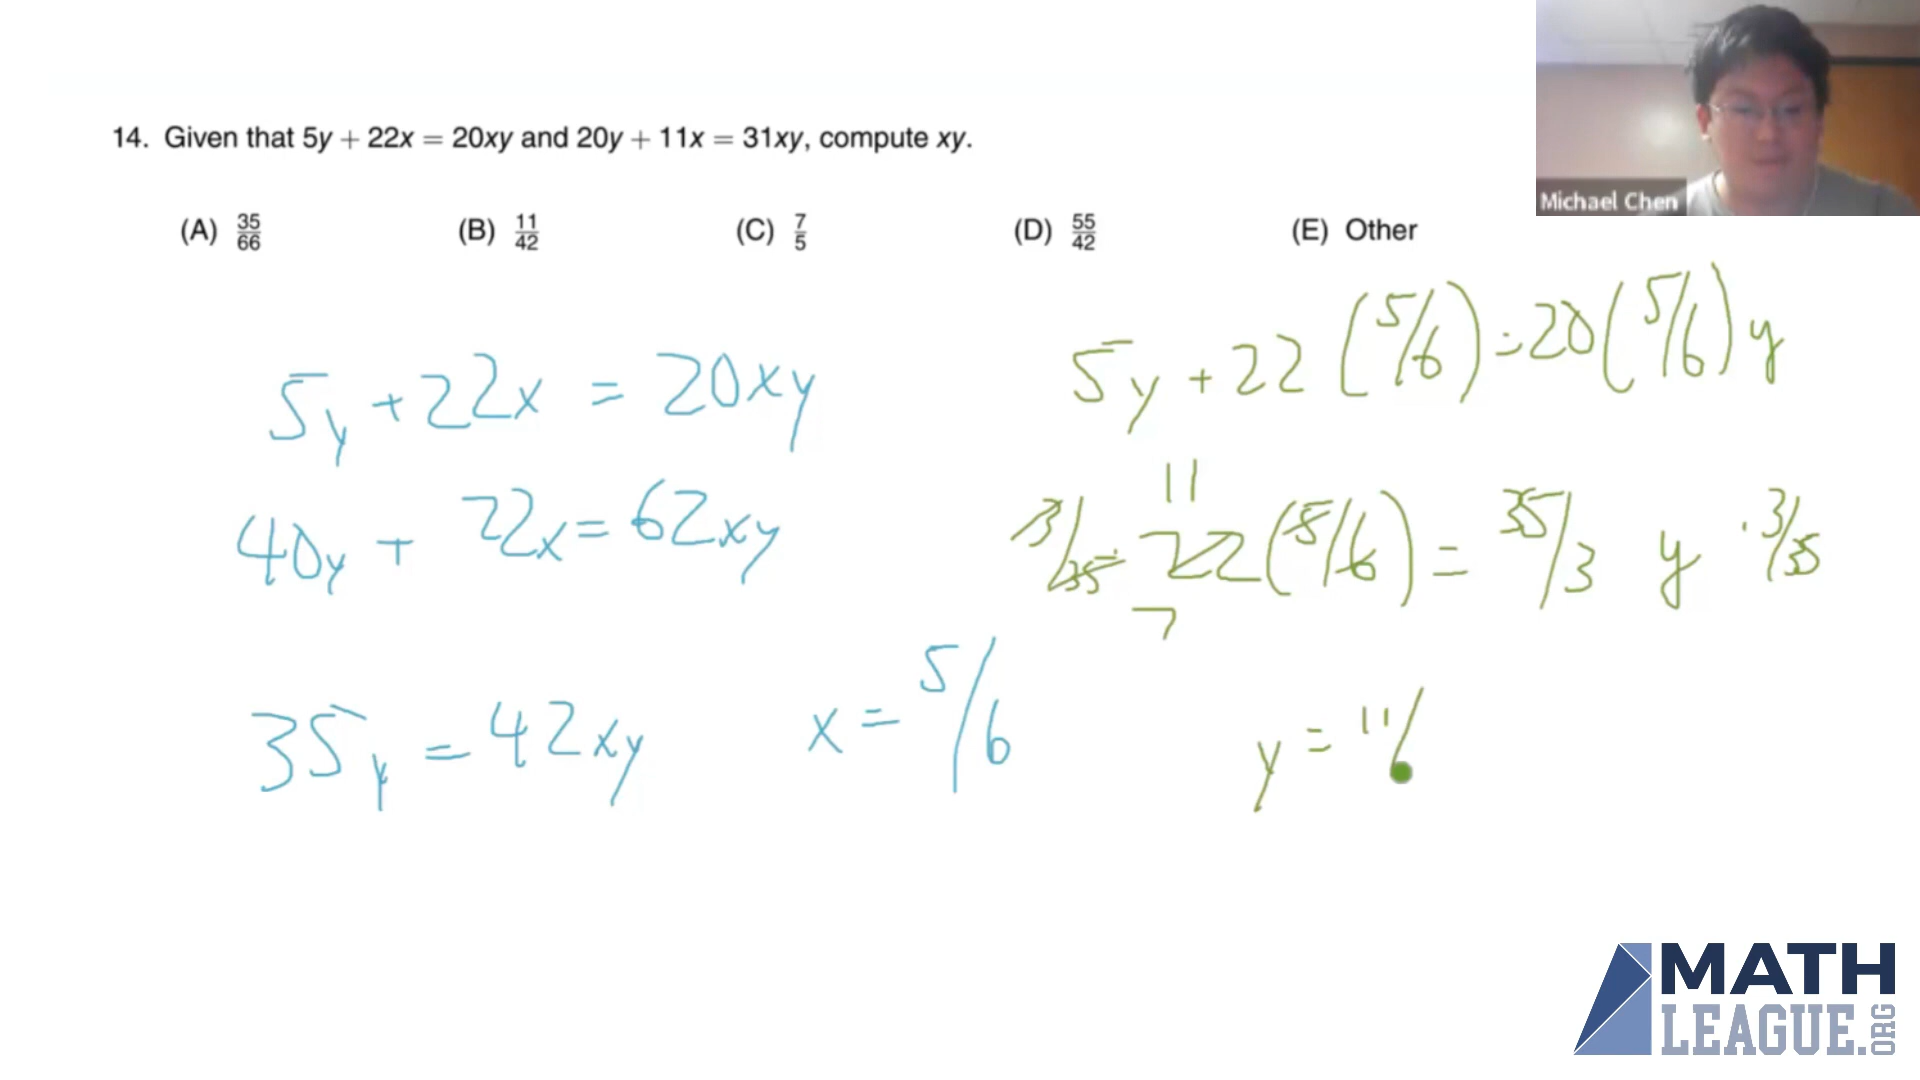 14. Given that 5y + 22x = 20xy and 20y + 11x = 31xy, compute xy.
(A) 35/66 (B) 11/42 (C) 7/5 (D) 55/42 (E) Other
Michael Chen
5y + 22x = 20xy
40y + 22x = 62xy
35y = 42xy x = 5/6
5y + 22 (5/6) = 20 (5/6) y
11
3/35 · 22 (5/6) = 35/3 y · 3/35
7
y = 11/
MATH
LEAGUE.ORG